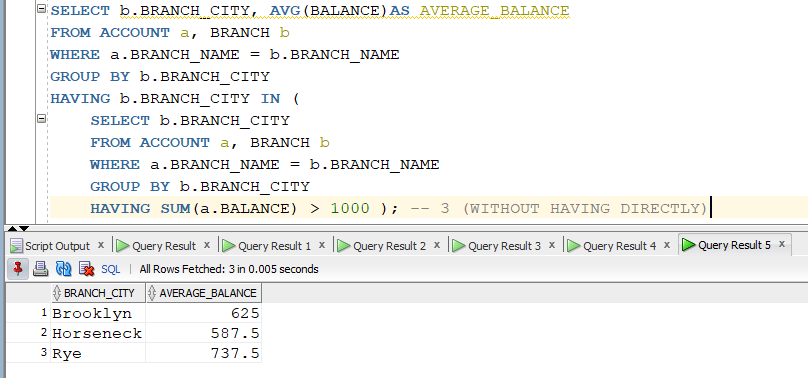 SELECT b.BRANCH_CITY, AVG(BALANCE)AS AVERAGE_BALANCE
FROM ACCOUNT a, BRANCH b
WHERE a.BRANCH_NAME = b.BRANCH_NAME
GROUP BY b.BRANCH_CITY
HAVING b.BRANCH_CITY IN (
SELECT b.BRANCH_CITY
FROM ACCOUNT a, BRANCH b
WHERE a.BRANCH_NAME = b.BRANCH_NAME
GROUP BY b.BRANCH_CITY
HAVING SUM(a.BALANCE) > 1000 ); -- 3 (WITHOUT HAVING DIRECTLY)
Script Output x Query Result x Query Result 1 x Query Result 2 x Query Result 3 x Query Result 4 x Query Result 5 x
SQL | All Rows Fetched: 3 in 0.005 seconds
BRANCH_CITY AVERAGE_BALANCE
1 Brooklyn 625
2 Horseneck 587.5
3 Rye 737.5